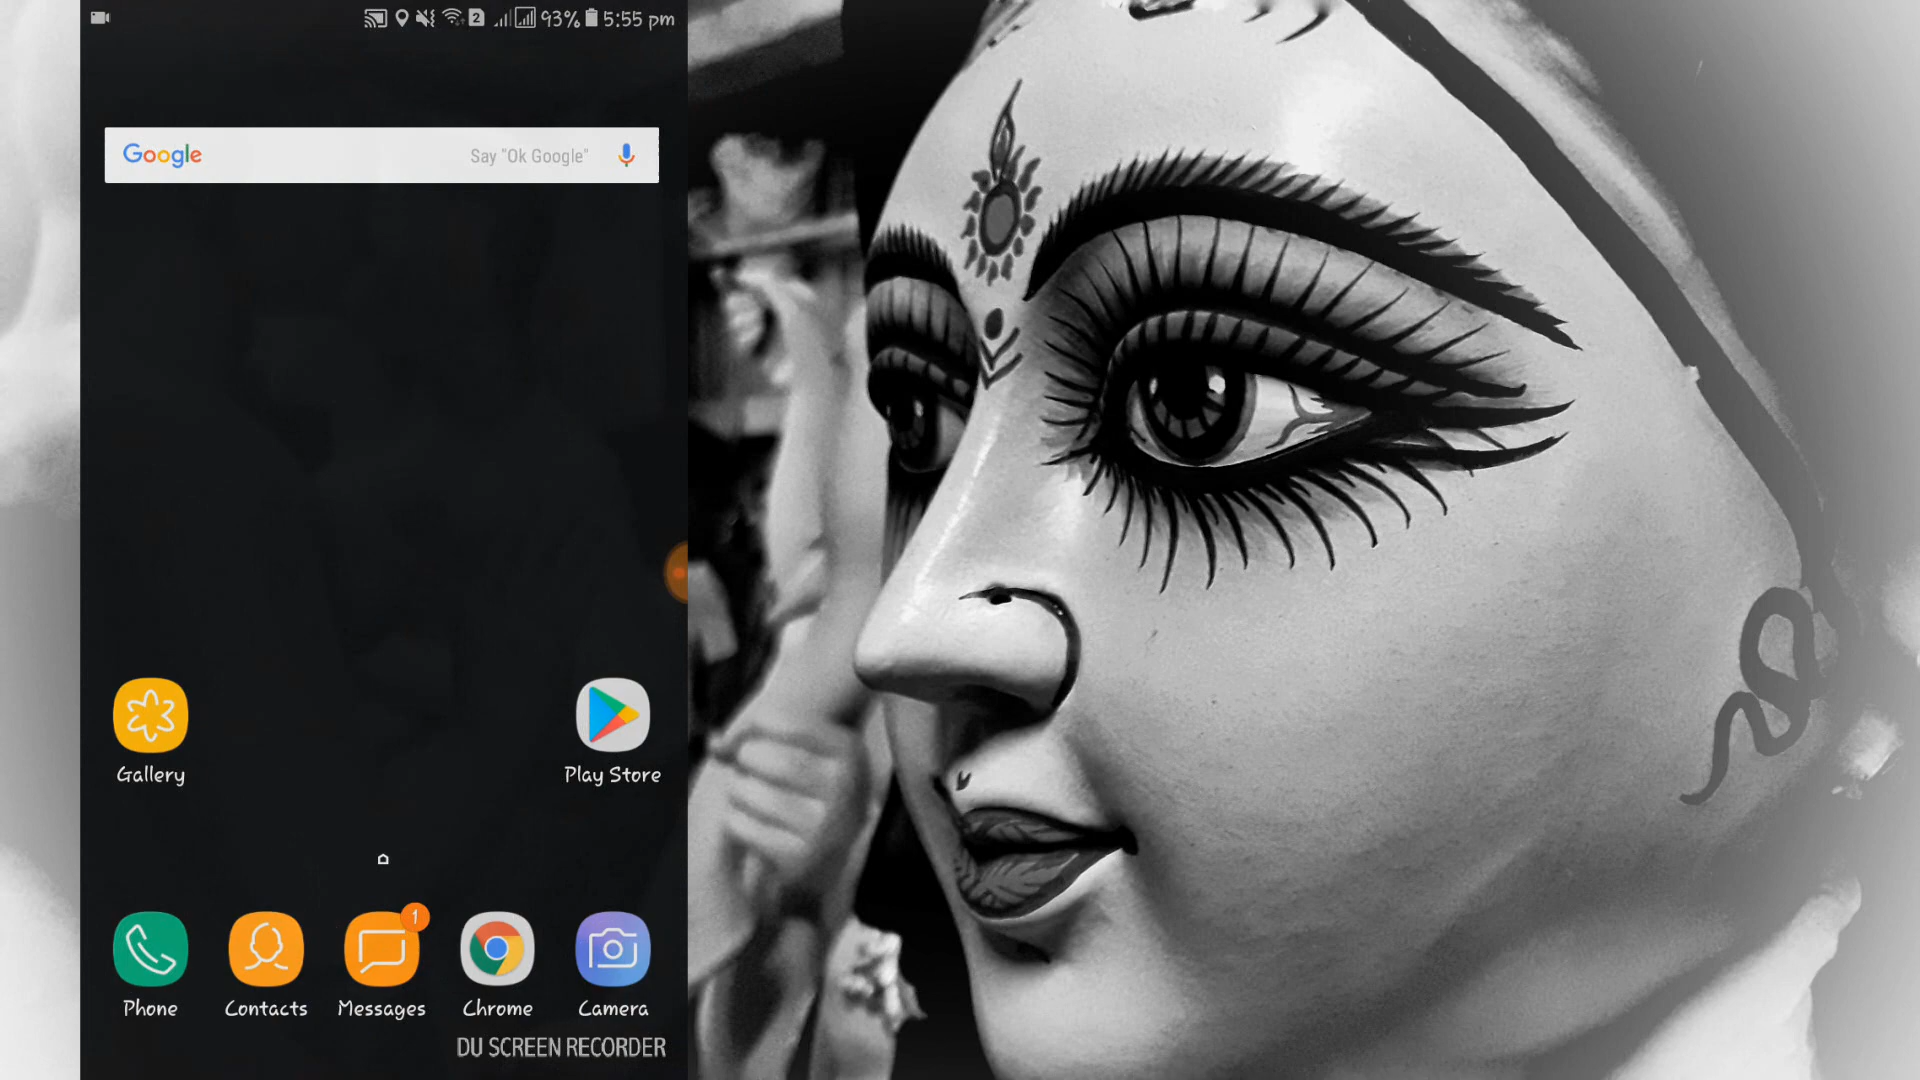 2 93% 5:55 pm
Google Say "Ok Google"
Gallery Play Store
1
Phone Contacts Messages Chrome Camera
DU SCREEN RECORDER